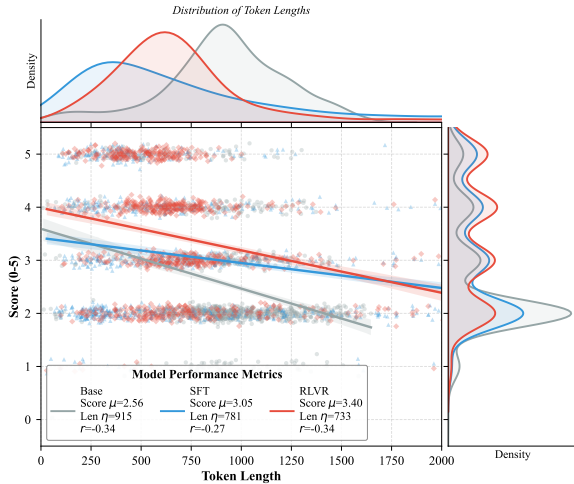 Distribution of Token Lengths
Density
5
4
3
2
1
0
Score (0-5)
Model Performance Metrics
Base SFT RLVR
Score μ=2.56 Score μ=3.05 Score μ=3.40
Len η=915 Len η=781 Len η=733
r=-0.34 r=-0.27 r=-0.34
0 250 500 750 1000 1250 1500 1750 2000
Token Length
Density